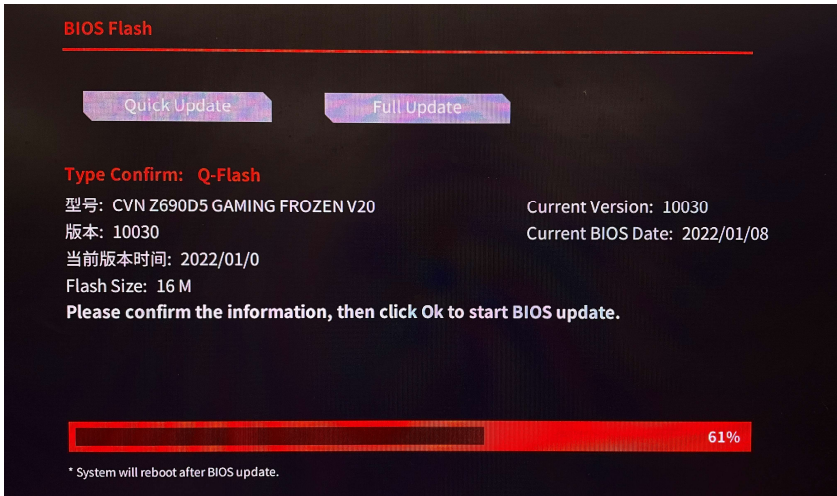 BIOS Flash
Quick Update Full Update
Type Confirm: Q-Flash
型号: CVN Z690D5 GAMING FROZEN V20 Current Version: 10030
版本: 10030 Current BIOS Date: 2022/01/08
当前版本时间: 2022/01/0
Flash Size: 16 M
Please confirm the information, then click Ok to start BIOS update.
61%
* System will reboot after BIOS update.